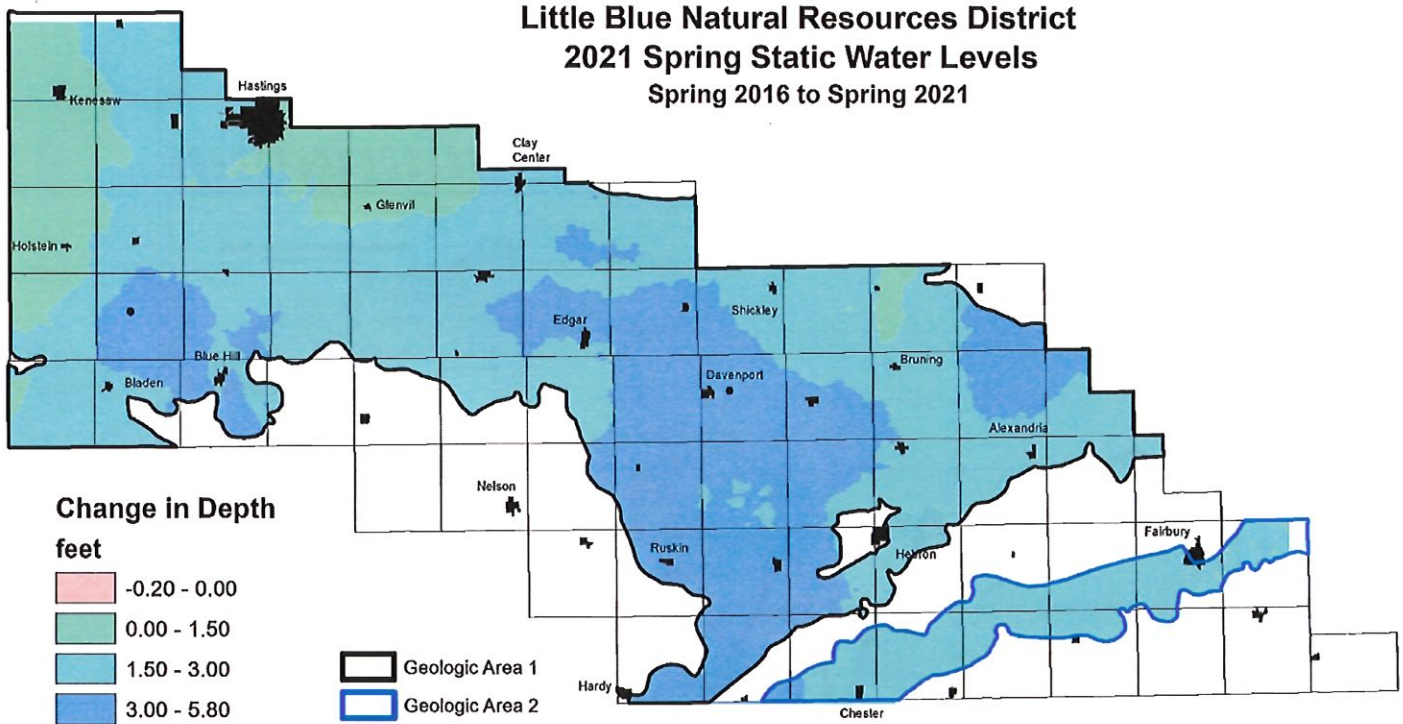 Little Blue Natural Resources District
2021 Spring Static Water Levels
Spring 2016 to Spring 2021
Hastings
Kenesaw
Clay
Center
Glenvil
Holstein
Shickley
Edgar
Blue Hill
Bruning
Bladen
Davenport
Alexandria
Nelson
Fairbury
Ruskin
Hebron
Hardy
Chester
Change in Depth
feet
-0.20 - 0.00
0.00 - 1.50
1.50 - 3.00
3.00 - 5.80
Geologic Area 1
Geologic Area 2